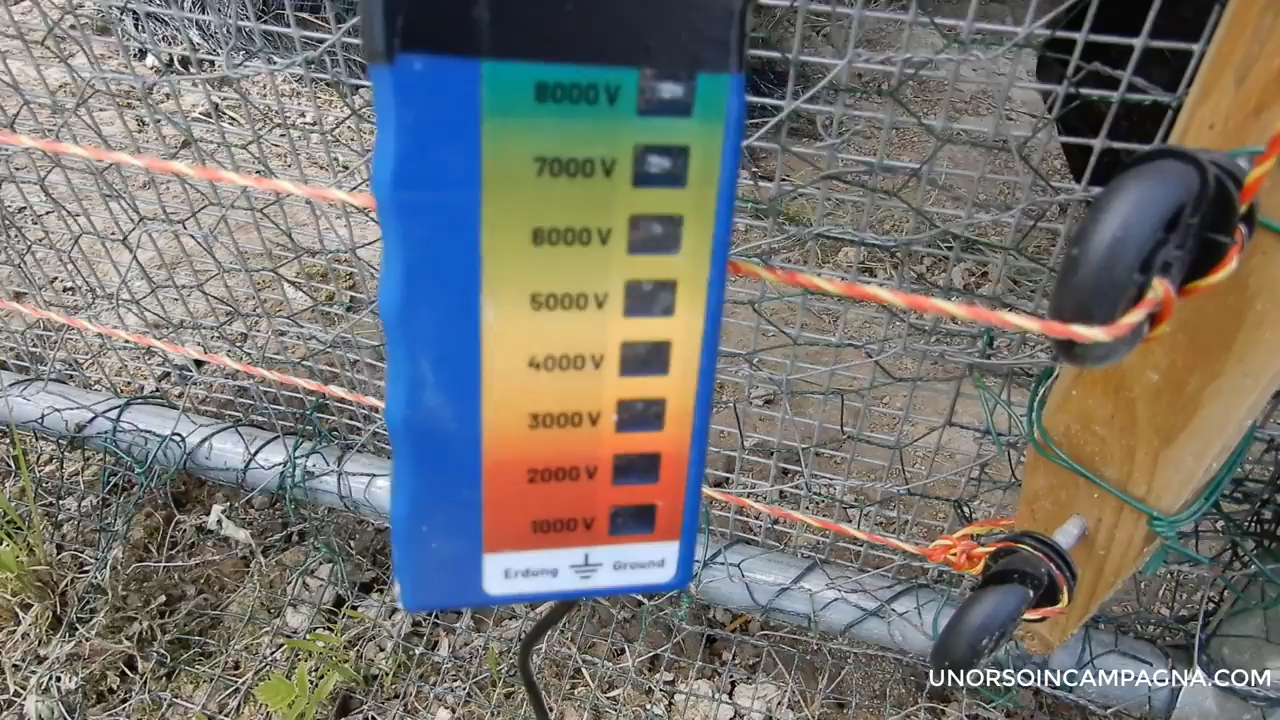 8000 V
7000 V
6000 V
5000 V
4000 V
3000 V
2000 V
1000 V
Erdung Ground
UNORSOINCAMPAGNA.COM